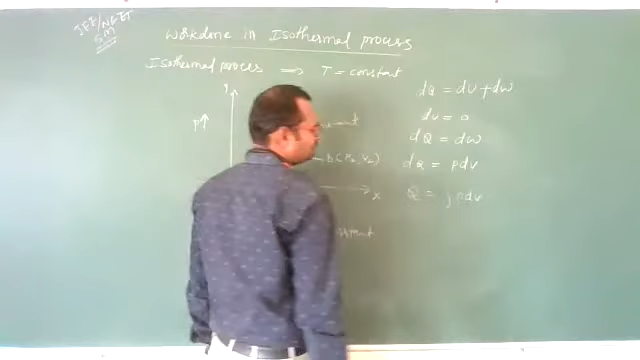 JEE/NEET
Workdone in Isothermal process
Isothermal process ⟹ T = constant
dQ = dU + dW
dU = 0
dQ = dW
P↑
B(P₂, V₂)
dQ = PdV
x
Q = ∫PdV